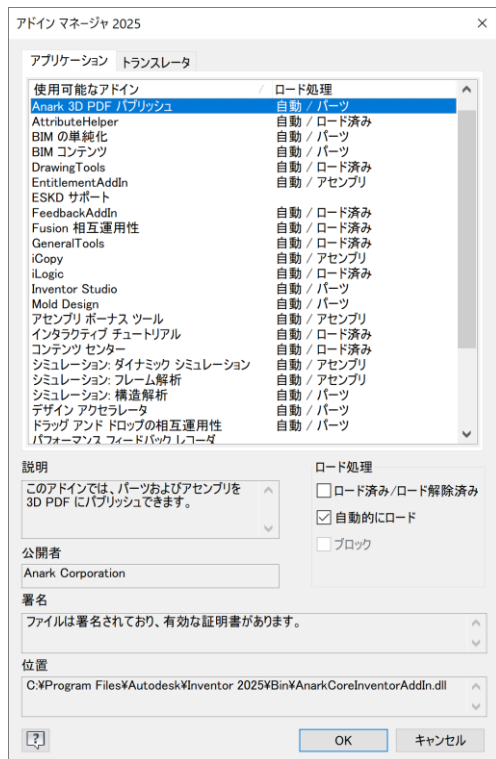 アドイン マネージャ 2025
アプリケーション トランスレータ
使用可能なアドイン / ロード処理
Anark 3D PDF パブリッシュ 自動 / パーツ
AttributeHelper 自動 / ロード済み
BIM の単純化 自動 / パーツ
BIM コンテンツ 自動 / パーツ
DrawingTools 自動 / ロード済み
EntitlementAddIn 自動 / アセンブリ
ESKD サポート
FeedbackAddIn 自動 / ロード済み
Fusion 相互運用性 自動 / ロード済み
GeneralTools 自動 / ロード済み
iCopy 自動 / アセンブリ
iLogic 自動 / ロード済み
Inventor Studio 自動 / パーツ
Mold Design 自動 / パーツ
アセンブリ ボーナス ツール 自動 / アセンブリ
インタラクティブ チュートリアル 自動 / ロード済み
コンテンツ センター 自動 / ロード済み
シミュレーション: ダイナミック シミュレーション 自動 / アセンブリ
シミュレーション: フレーム解析 自動 / アセンブリ
シミュレーション: 構造解析 自動 / パーツ
デザイン アクセラレータ 自動 / パーツ
ドラッグ アンド ドロップの相互運用性 自動 / パーツ
パフォーマンス フィードバック レコーダ
説明
このアドインでは、パーツおよびアセンブリを
3D PDF にパブリッシュできます。
ロード処理
ロード済み/ロード解除済み
自動的にロード
ブロック
公開者
Anark Corporation
署名
ファイルは署名されており、有効な証明書があります。
位置
C:¥Program Files¥Autodesk¥Inventor 2025¥Bin¥AnarkCoreInventorAddIn.dll
? OK キャンセル